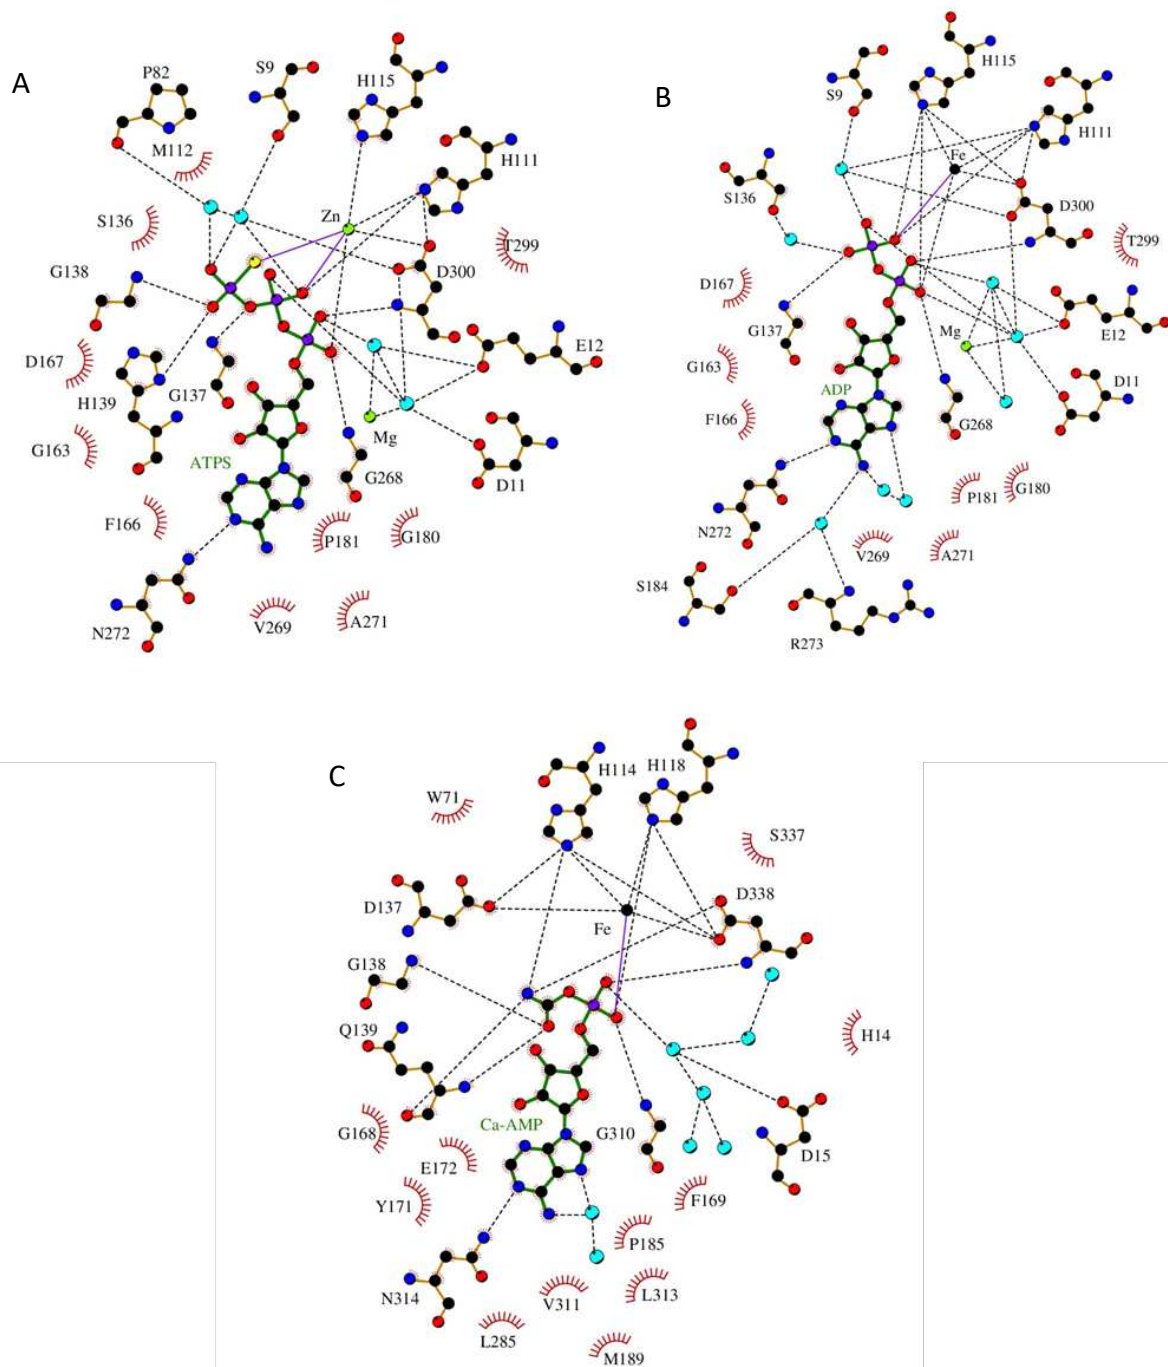 A
P82
S9
H115
M112
H111
S136
Zn
T299
G138
D300
D167
H139
G137
E12
G163
ATPS
Mg
G268
D11
F166
P181
G180
N272
V269
A271
B
S9
H115
H111
Fe
S136
D300
T299
D167
G137
Mg
E12
G163
ADP
D11
F166
G268
P181
G180
N272
V269
A271
S184
R273
C
H114
H118
W71
S337
D137
D338
Fe
G138
Q139
H14
G168
Ca-AMP
G310
E172
D15
Y171
F169
P185
N314
V311
L313
L285
M189